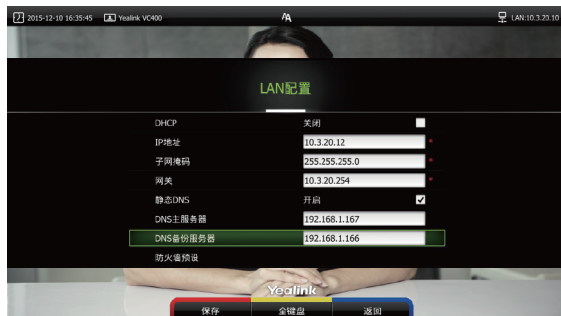 2015-12-10 16:35:45 Yealink VC400 LAN:10.3.20.10
LAN配置
DHCP 关闭
IP地址 10.3.20.12 *
子网掩码 255.255.255.0 *
网关 10.3.20.254 *
静态DNS 开启
DNS主服务器 192.168.1.167
DNS备份服务器 192.168.1.166
防火墙预设
Yealink
保存 全键盘 返回